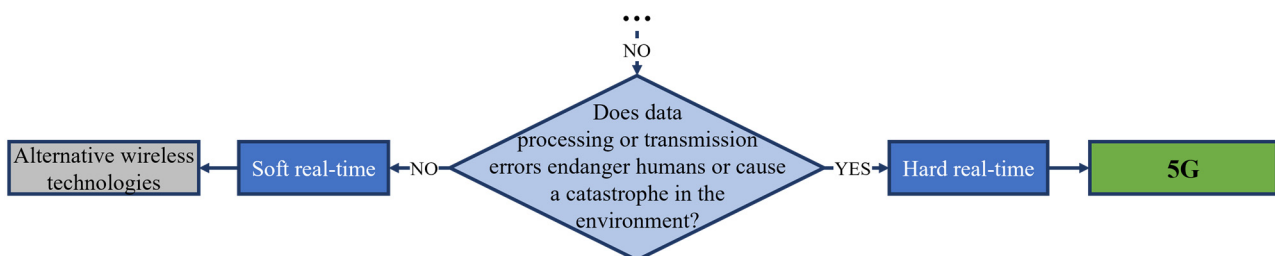 ...
NO
Does data
processing or transmission
errors endanger humans or cause
a catastrophe in the
environment?
Alternative wireless
technologies
Soft real-time
NO
YES
Hard real-time
5G